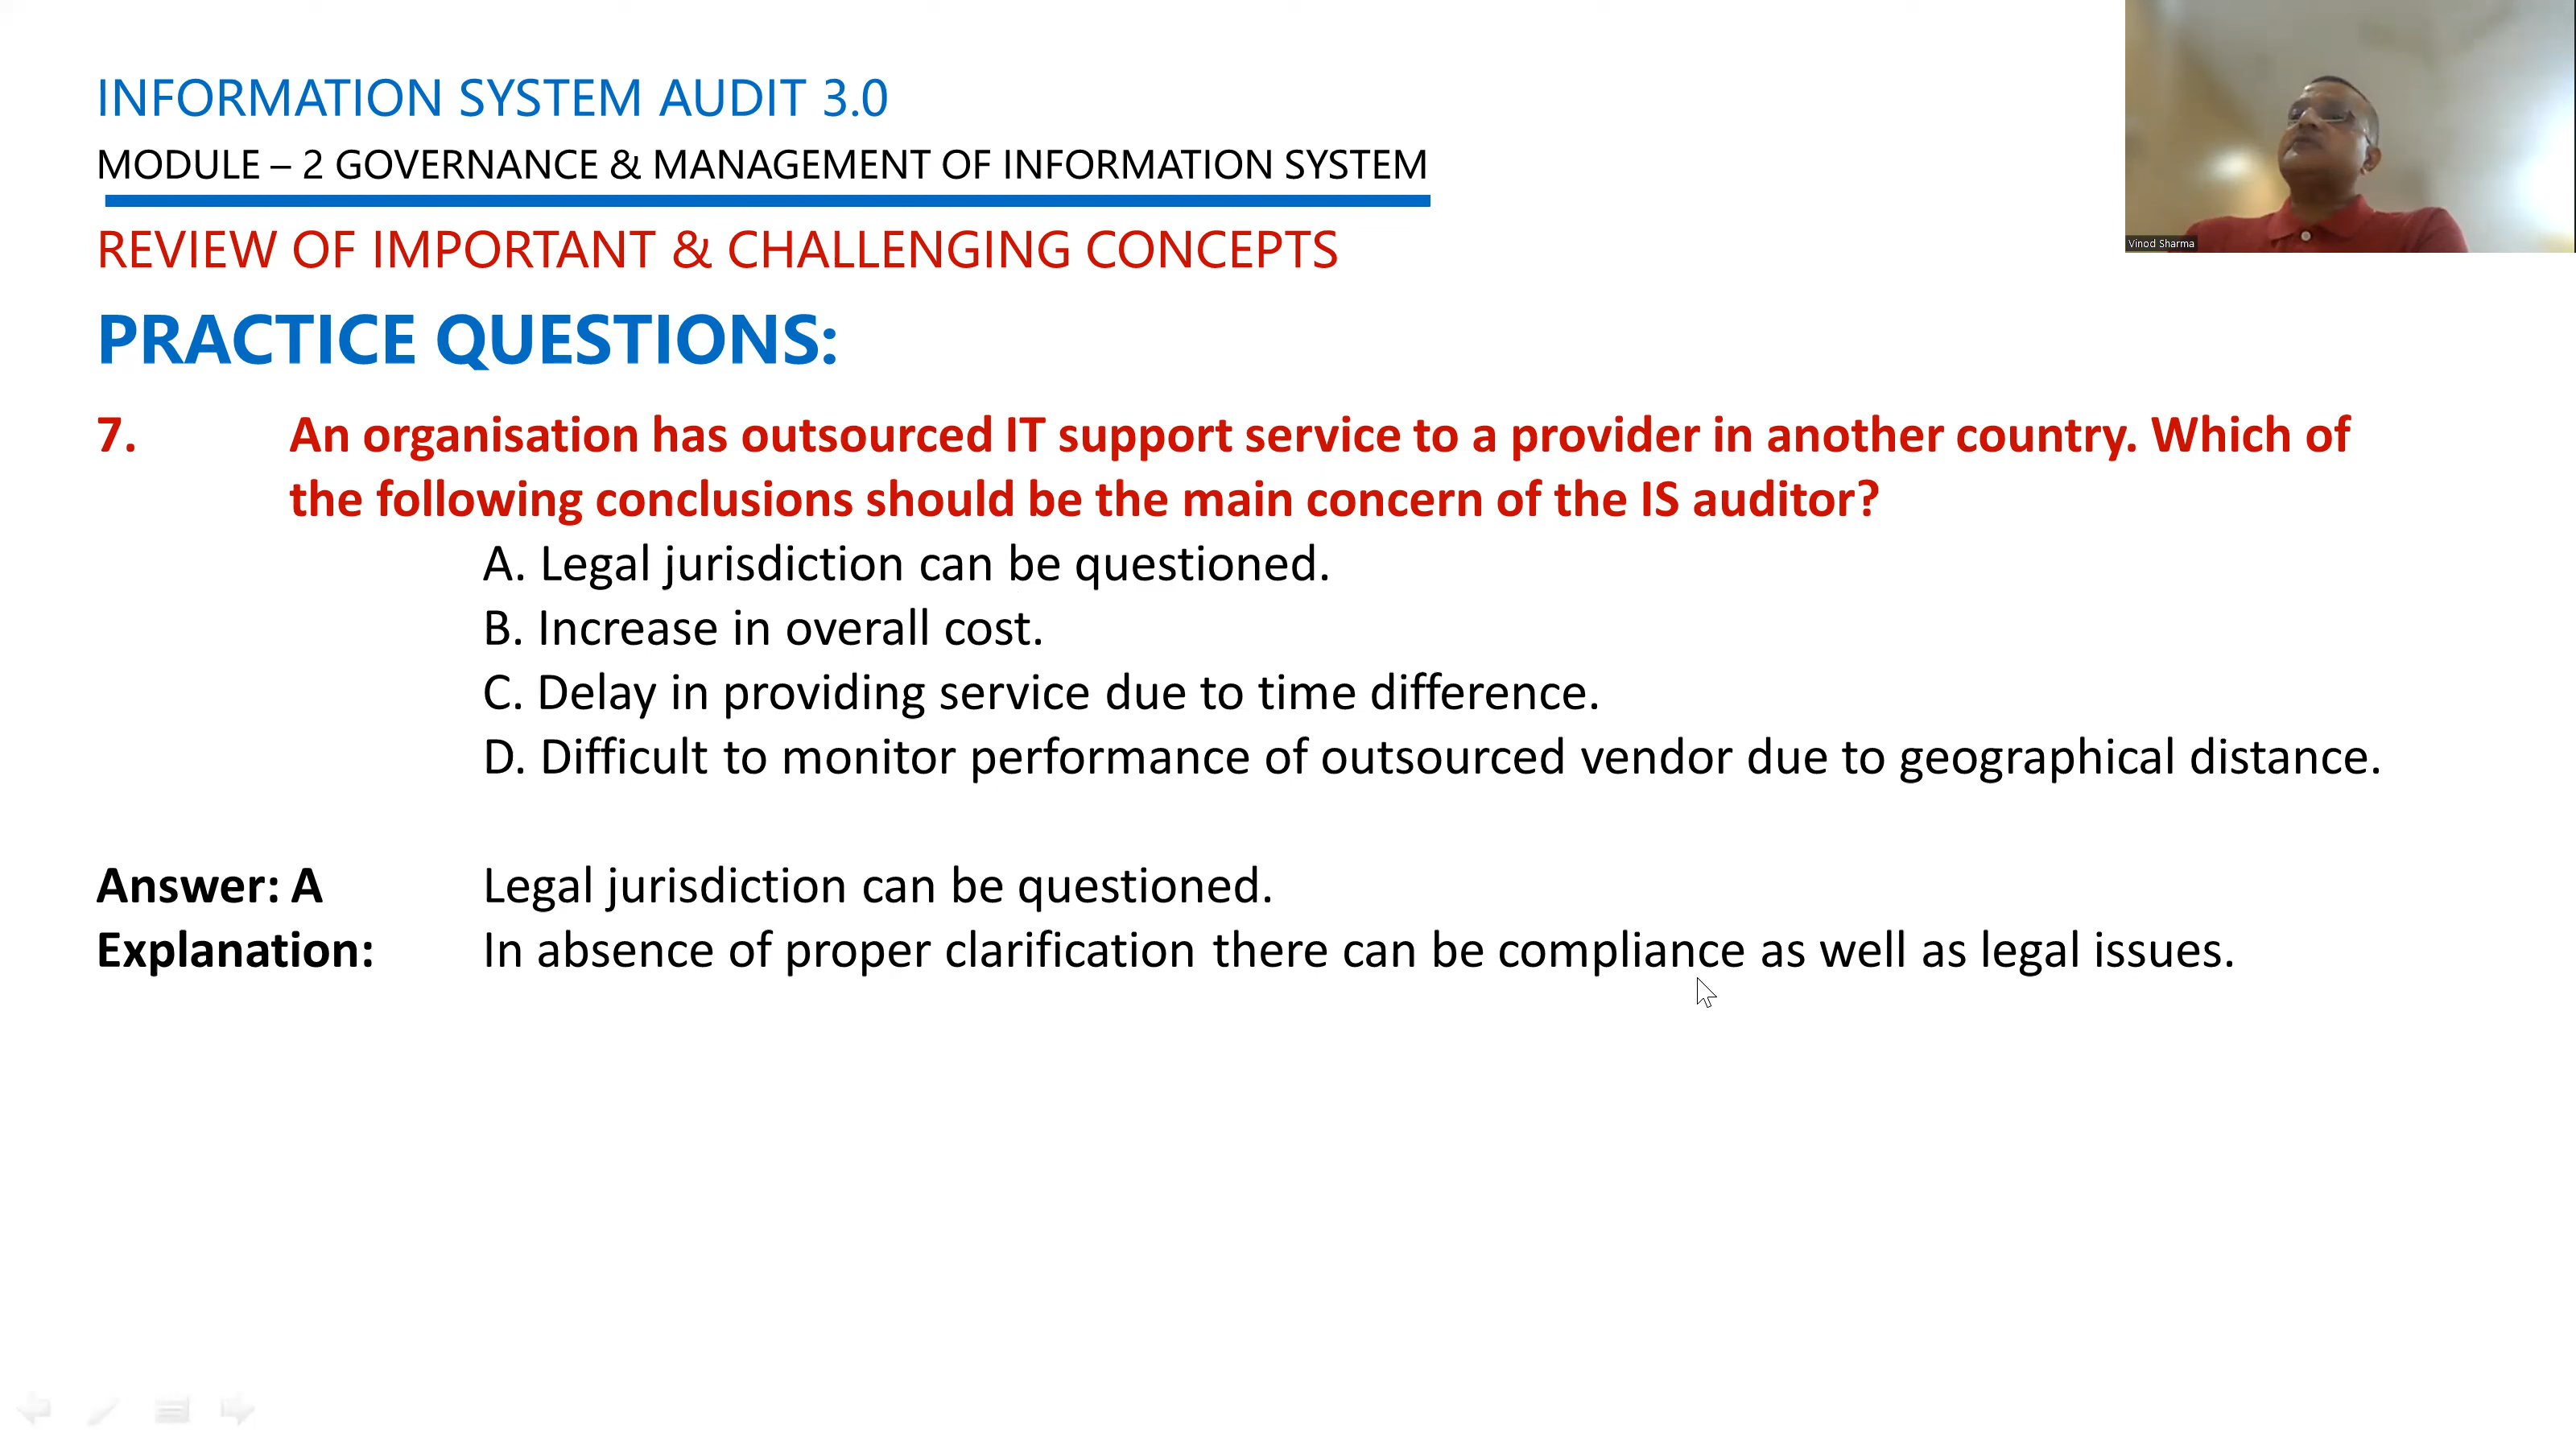 INFORMATION SYSTEM AUDIT 3.0
MODULE – 2 GOVERNANCE & MANAGEMENT OF INFORMATION SYSTEM
REVIEW OF IMPORTANT & CHALLENGING CONCEPTS
PRACTICE QUESTIONS:
7. An organisation has outsourced IT support service to a provider in another country. Which of
the following conclusions should be the main concern of the IS auditor?
A. Legal jurisdiction can be questioned.
B. Increase in overall cost.
C. Delay in providing service due to time difference.
D. Difficult to monitor performance of outsourced vendor due to geographical distance.
Answer: A Legal jurisdiction can be questioned.
Explanation: In absence of proper clarification there can be compliance as well as legal issues.
Vinod Sharma